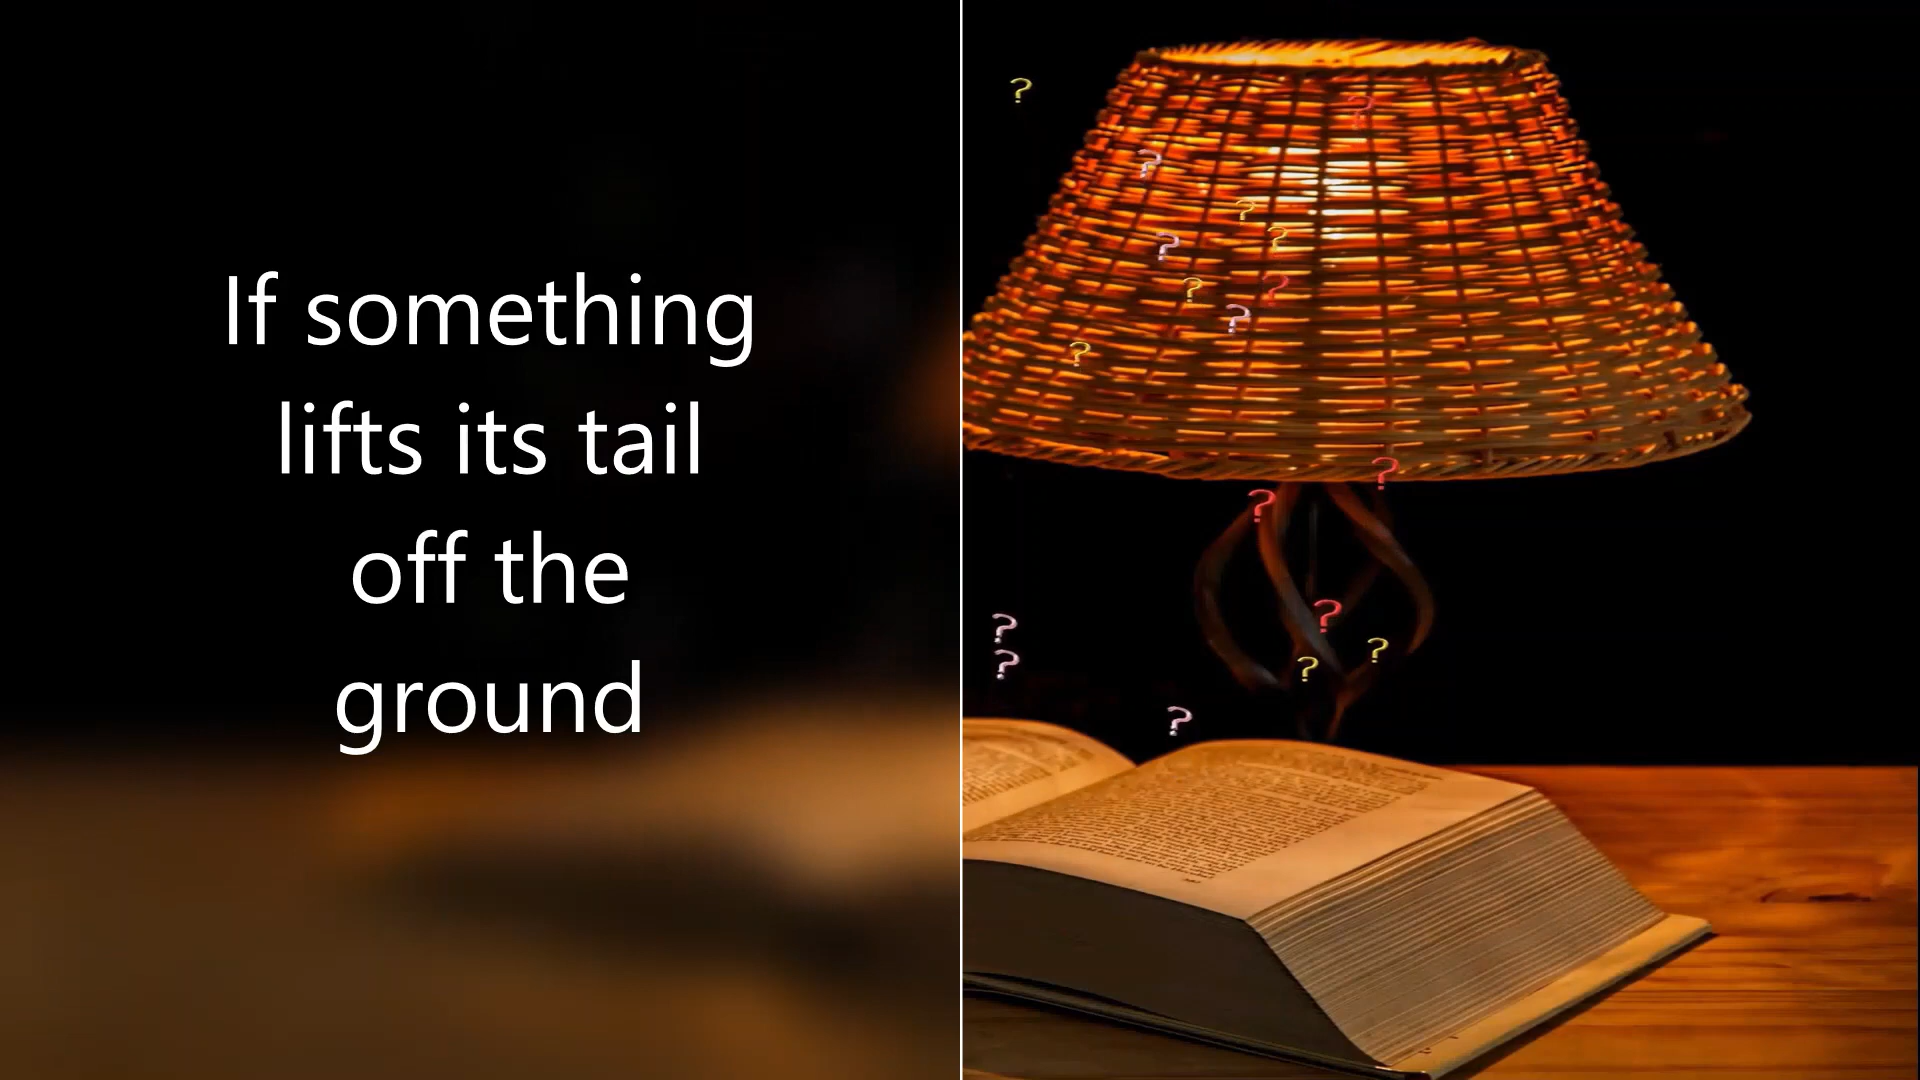 If something
lifts its tail
off the
ground